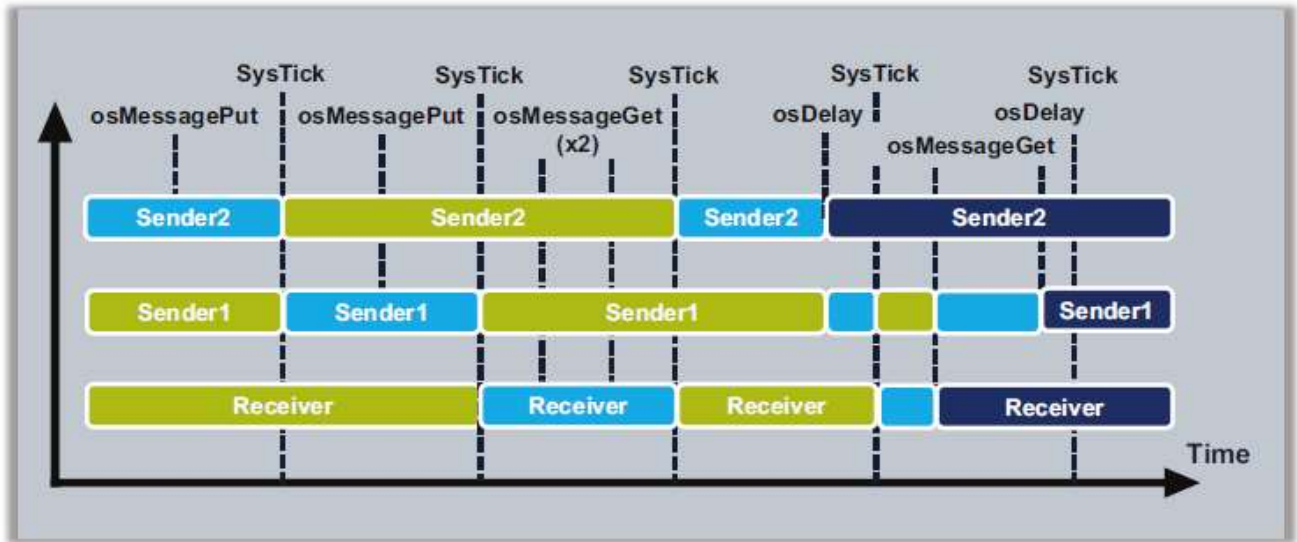 SysTick SysTick SysTick SysTick SysTick
osMessagePut osMessagePut osMessageGet osDelay osDelay
(x2) osMessageGet
Sender2 Sender2 Sender2 Sender2
Sender1 Sender1 Sender1 Sender1
Receiver Receiver Receiver Receiver
Time